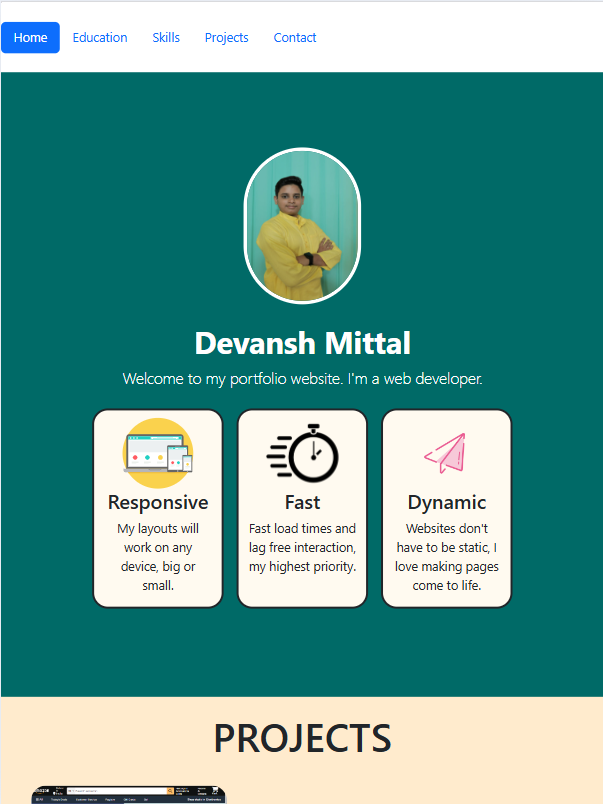 Home Education Skills Projects Contact
Devansh Mittal
Welcome to my portfolio website. I'm a web developer.
Responsive
My layouts will
work on any
device, big or
small.
Fast
Fast load times and
lag free interaction,
my highest priority.
Dynamic
Websites don't
have to be static, I
love making pages
come to life.
PROJECTS